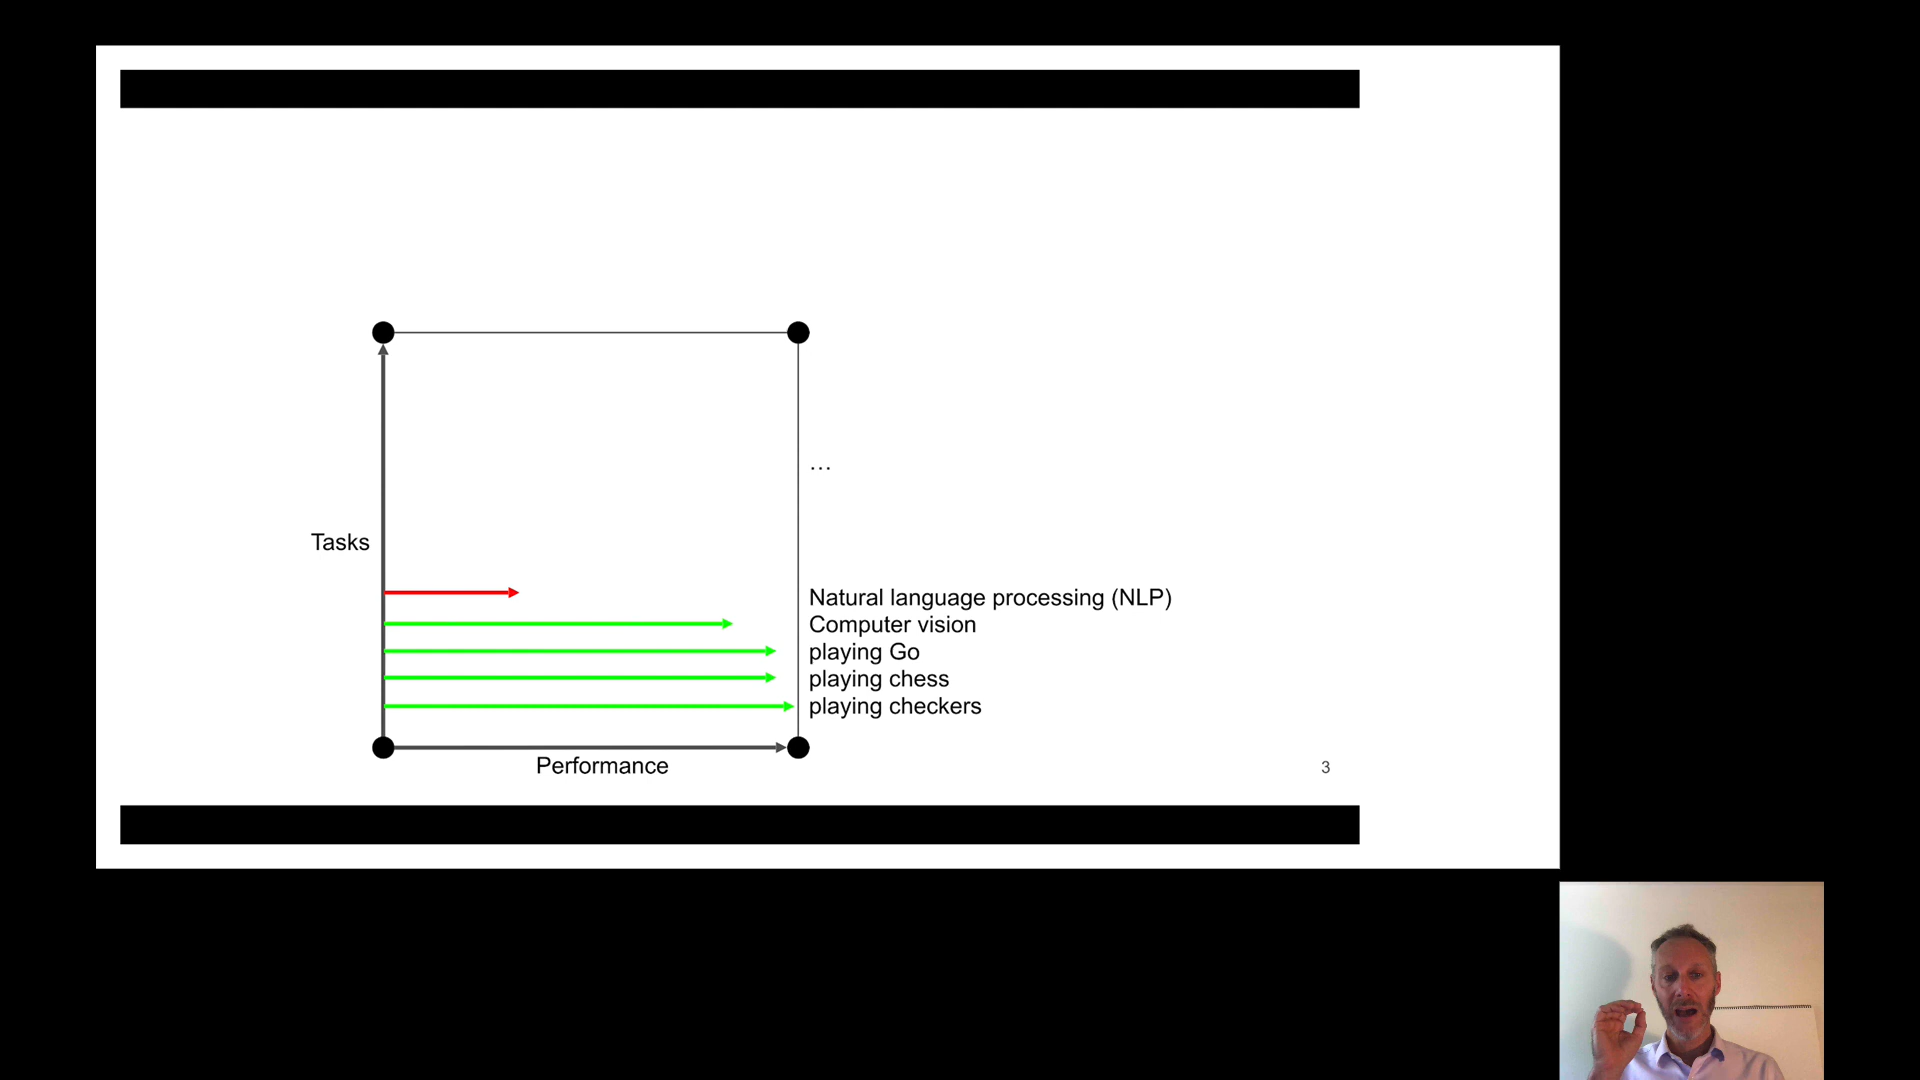 ...
Tasks
Natural language processing (NLP)
Computer vision
playing Go
playing chess
playing checkers
Performance
3